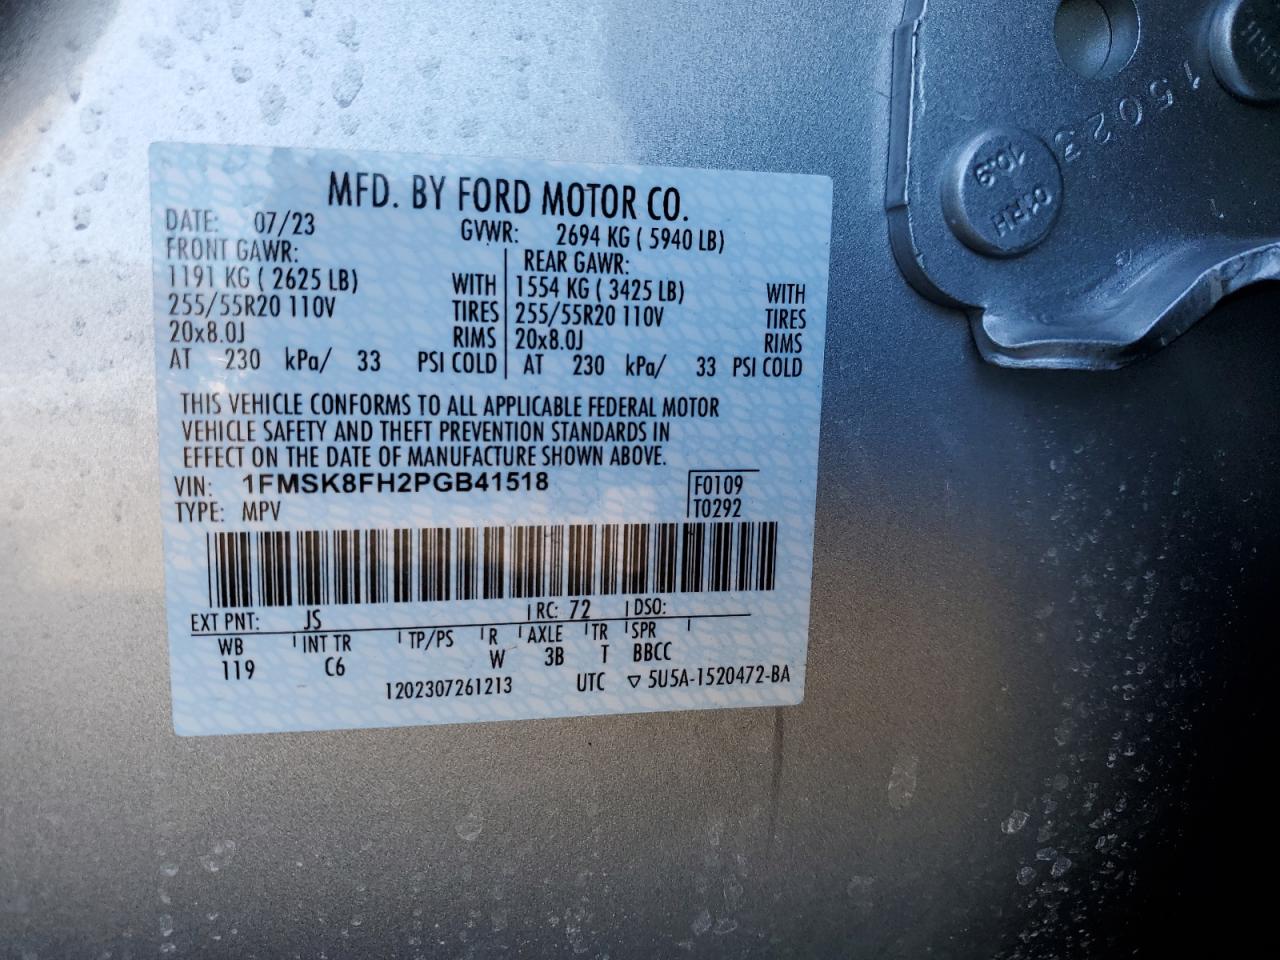 MFD. BY FORD MOTOR CO.
DATE: 07/23 GVWR: 2694 KG ( 5940 LB)
FRONT GAWR: REAR GAWR:
1191 KG ( 2625 LB) WITH 1554 KG ( 3425 LB) WITH
255/55R20 110V TIRES 255/55R20 110V TIRES
20x8.0J RIMS 20x8.0J RIMS
AT 230 kPa/ 33 PSI COLD AT 230 kPa/ 33 PSI COLD
THIS VEHICLE CONFORMS TO ALL APPLICABLE FEDERAL MOTOR
VEHICLE SAFETY AND THEFT PREVENTION STANDARDS IN
EFFECT ON THE DATE OF MANUFACTURE SHOWN ABOVE.
VIN: 1FMSK8FH2PGB41518 F0109
TYPE: MPV T0292
EXT PNT: JS RC: 72 DSO:
WB INT TR TP/PS R AXLE TR SPR
119 C6 W 3B T BBCC
1202307261213 UTC ▽ 5U5A-1520472-BA
15023
10.9
01RH